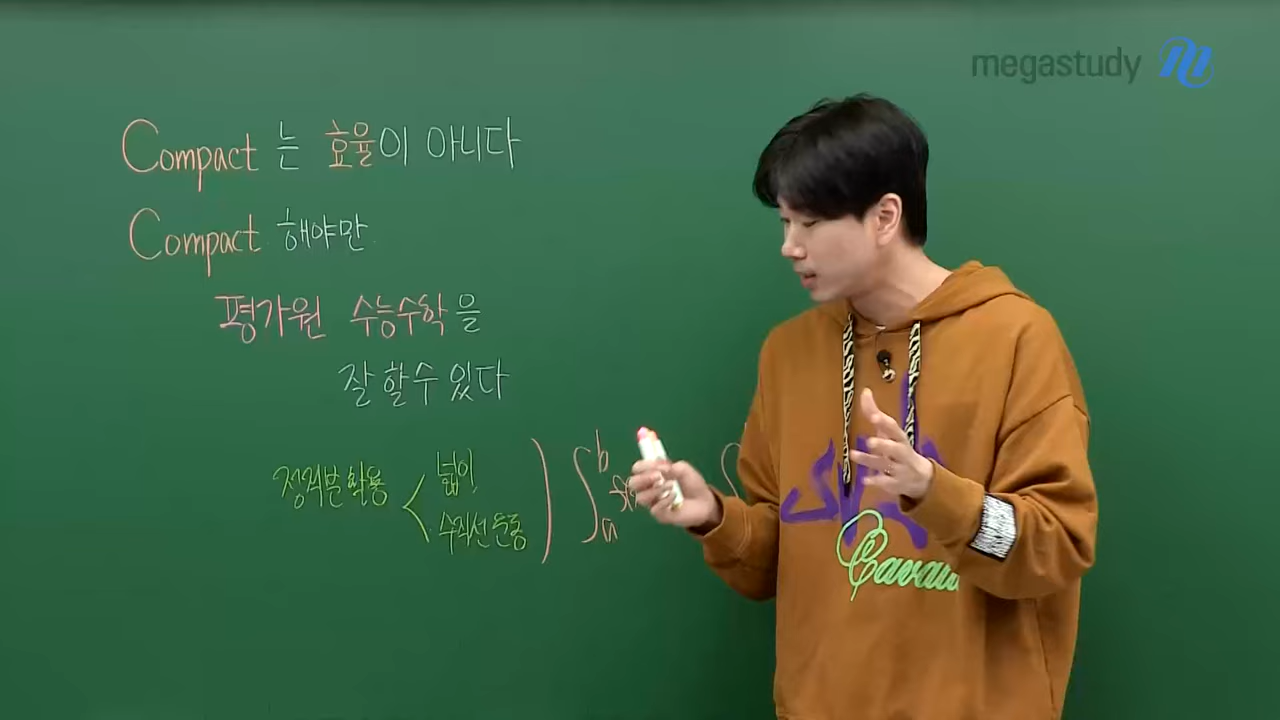 megastudy
Compact 는 효율이 아니다
Compact 해야만
평가원 수능수학을
잘 할 수 있다
정적분 활용 < 넓이
수직선 운동
∫ b a